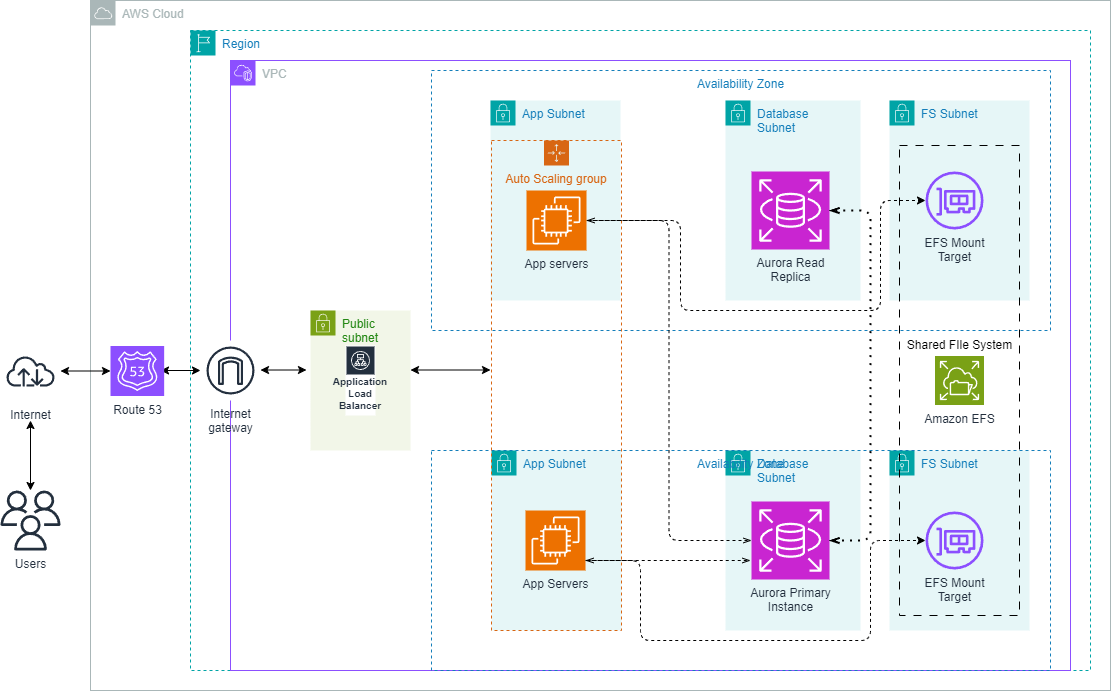 AWS Cloud
Region
VPC
Availability Zone
App Subnet
Database
Subnet
FS Subnet
Auto Scaling group
App servers
Aurora Read
Replica
EFS Mount
Target
Public
subnet
Application
Load
Balancer
Shared FIle System
Amazon EFS
Internet
53
Route 53
Internet
gateway
Users
Availability Zone
App Subnet
Database
Subnet
FS Subnet
App Servers
Aurora Primary
Instance
EFS Mount
Target